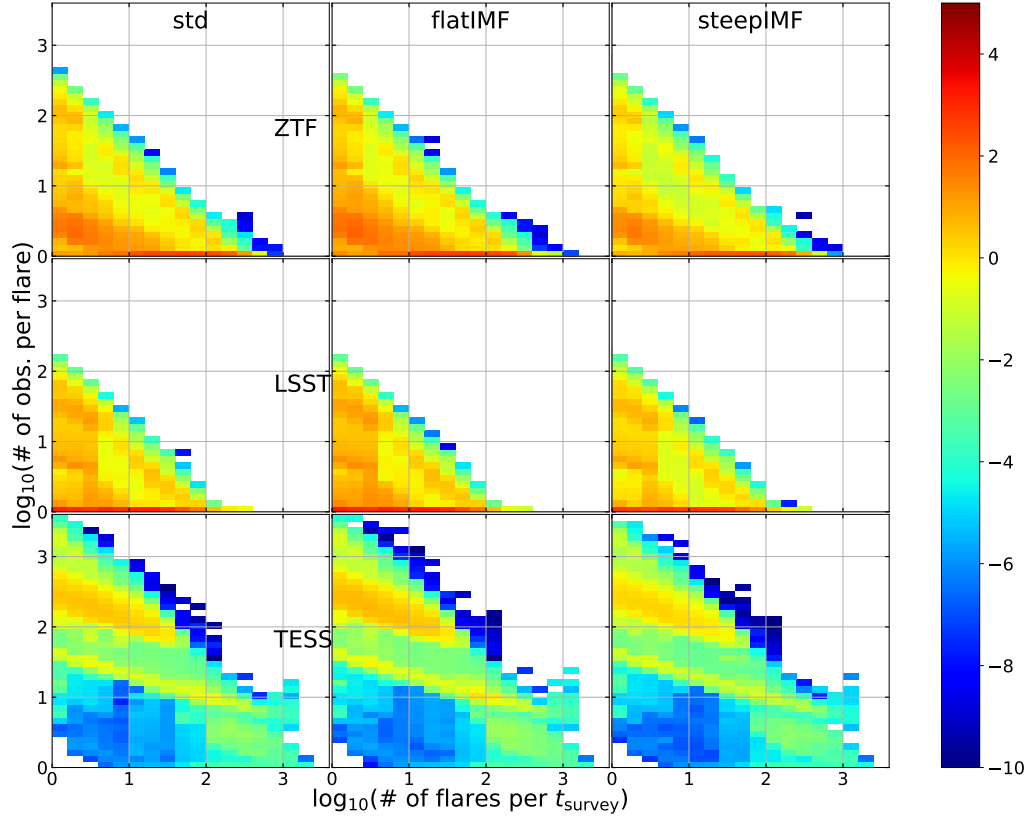 std flatIMF steepIMF
3
2
1
0
ZTF
3
2
1
0
LSST
3
2
1
0
TESS
log10(# of obs. per flare)
0 1 2 3 0 1 2 3 0 1 2 3
log10(# of flares per tsurvey)
4
2
0
−2
−4
−6
−8
−10